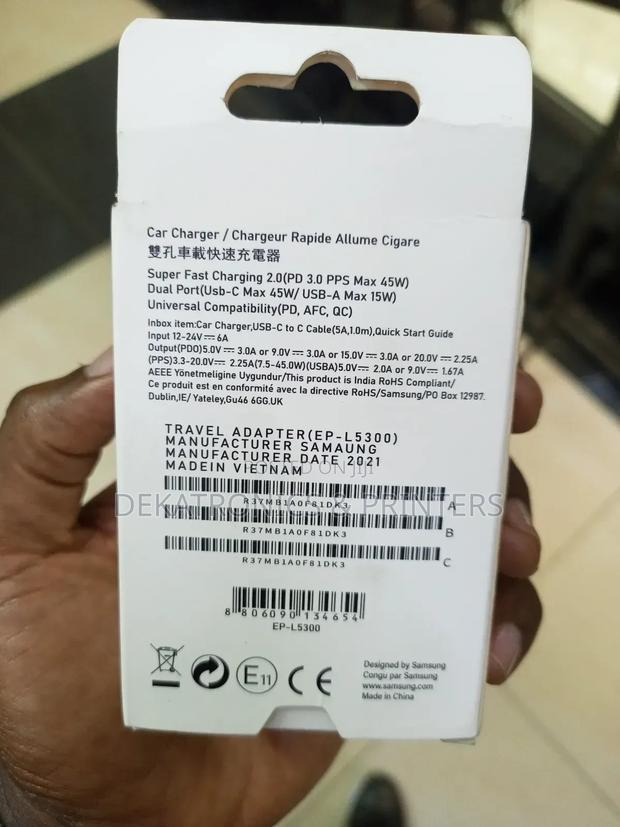 Car Charger / Chargeur Rapide Allume Cigare
雙孔車載快速充電器
Super Fast Charging 2.0(PD 3.0 PPS Max 45W)
Dual Port(Usb-C Max 45W/ USB-A Max 15W)
Universal Compatibility(PD, AFC, QC)
Inbox item:Car Charger,USB-C to C Cable(5A,1.0m),Quick Start Guide
Input 12-24V⎓6A
Output(PDO)5.0V⎓ 3.0A or 9.0V⎓ 3.0A or 15.0V⎓ 3.0A or 20.0V⎓ 2.25A
(PPS)3.3-20.0V⎓ 2.25A(7.5-45.0W)(USBA)5.0V⎓ 2.0A or 9.0V⎓ 1.67A
AEEE Yönetmeligine Uygundur/This product is India RoHS Compliant/
Ce produit est en conformité avec la directive RoHS/Samsung/PO Box 12987.
Dublin,IE/ Yateley,Gu46 6GG.UK
TRAVEL ADAPTER(EP-L5300)
MANUFACTURER SAMAUNG
MANUFACTURER DATE 2021
MADEIN VIETNAM
ON JIJI
R37MB1A0F81DK3 A
DEKATRONICS & PRINTERS
R37MB1A0F81DK3 B
R37MB1A0F81DK3 C
8 806090 134654
EP-L5300
E11 CE
Designed by Samsung
Congu par Samsung
www.samsung.com
Made in China